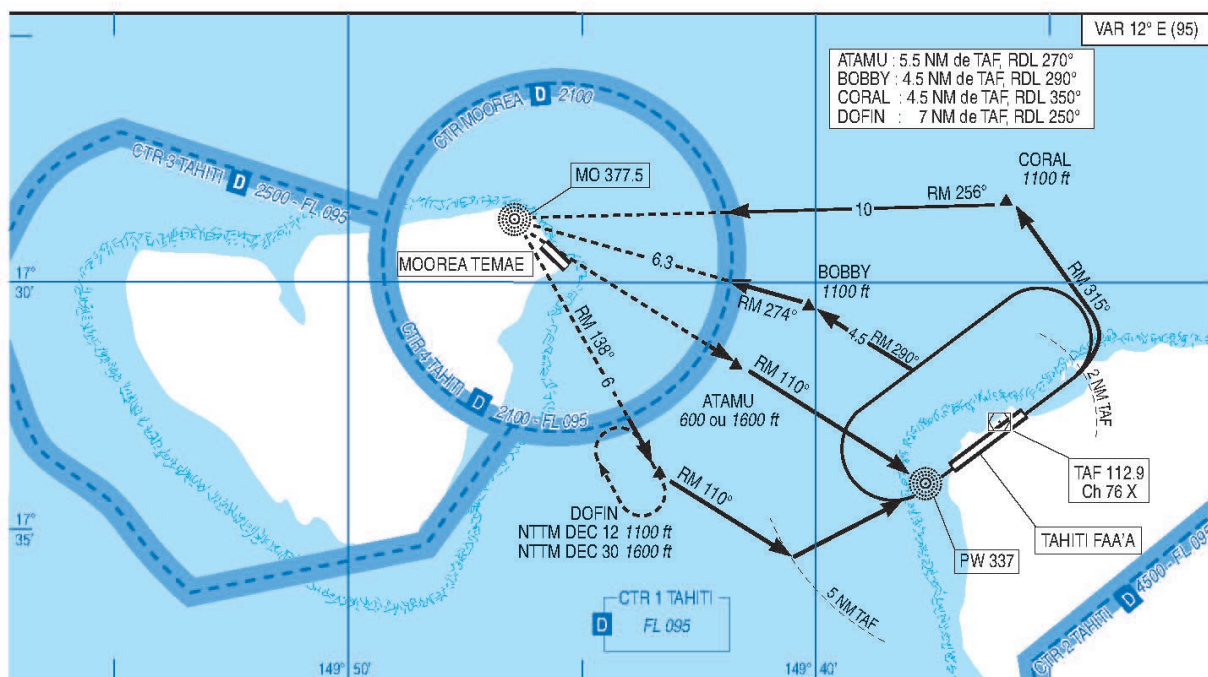 VAR 12° E (95)
ATAMU : 5.5 NM de TAF, RDL 270°
BOBBY : 4.5 NM de TAF, RDL 290°
CORAL : 4.5 NM de TAF, RDL 350°
DOFIN : 7 NM de TAF, RDL 250°
CTR MOOREA D 2100
CTR 3 TAHITI D 2500 - FL 095
MO 377.5
CORAL
1100 ft
RM 256°
10
MOOREA TEMAE
6.3
BOBBY
1100 ft
RM 274°
RM 315°
17°
30'
RM 138°
6
4.5
RM 290°
CTR 4 TAHITI D 2100 - FL 095
ATAMU
600 ou 1600 ft
RM 110°
2 NM TAF
TAF 112.9
Ch 76 X
RM 110°
DOFIN
NTTM DEC 12 1100 ft
NTTM DEC 30 1600 ft
17°
35'
TAHITI FAA'A
PW 337
5 NM TAF
CTR 1 TAHITI
D FL 095
CTR 2 TAHITI D 4500 - FL 095
149° 50'
149° 40'